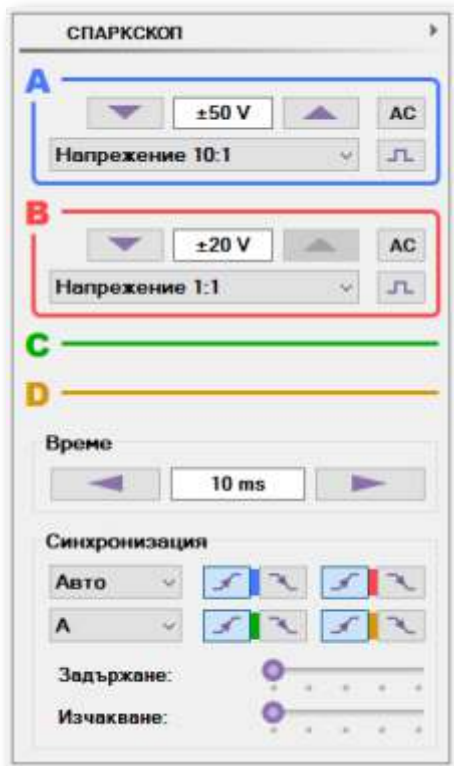 СПАРКСКОП
A
±50 V
AC
Напрежение 10:1
B
±20 V
AC
Напрежение 1:1
C
D
Време
10 ms
Синхронизация
Авто
A
Задържане:
Изчакване: